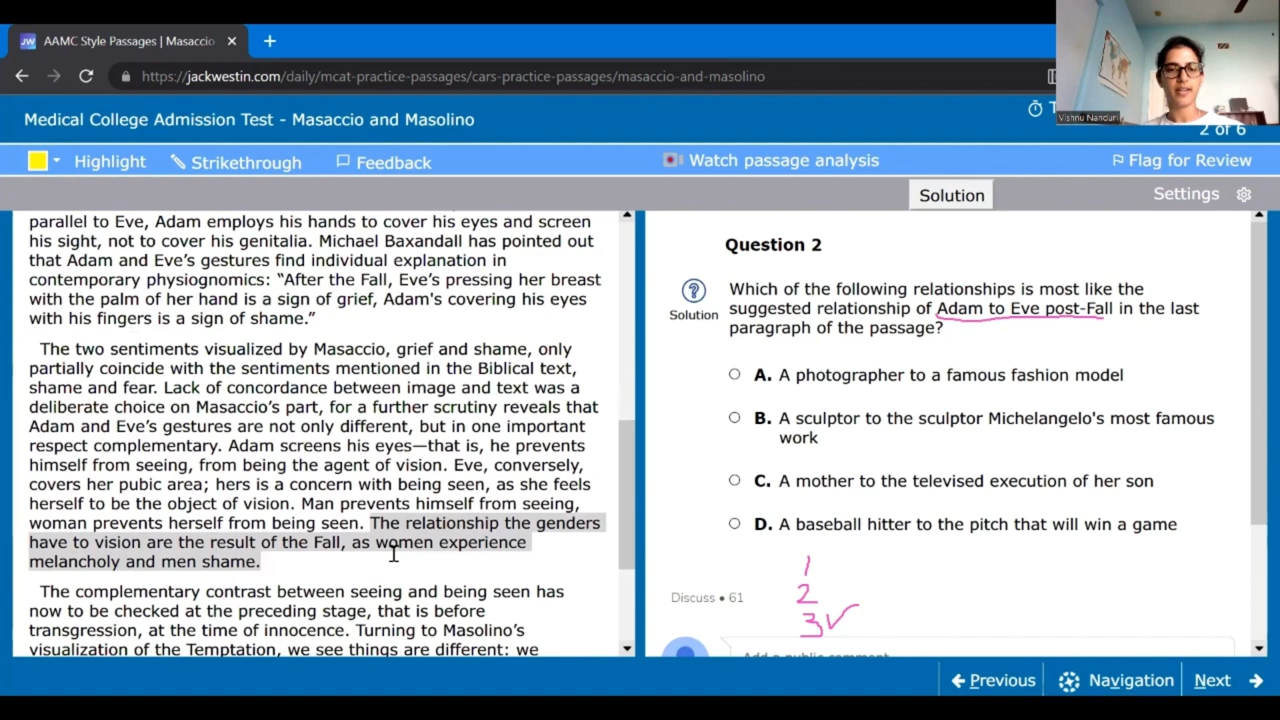 JW AAMC Style Passages | Masaccio
https://jackwestin.com/daily/mcat-practice-passages/cars-practice-passages/masaccio-and-masolino
Vishnu Nanduri
Medical College Admission Test - Masaccio and Masolino
2 of 6
Highlight Strikethrough Feedback Watch passage analysis Flag for Review
Solution Settings
parallel to Eve, Adam employs his hands to cover his eyes and screen
his sight, not to cover his genitalia. Michael Baxandall has pointed out
that Adam and Eve's gestures find individual explanation in
contemporary physiognomics: “After the Fall, Eve's pressing her breast
with the palm of her hand is a sign of grief, Adam's covering his eyes
with his fingers is a sign of shame.”
The two sentiments visualized by Masaccio, grief and shame, only
partially coincide with the sentiments mentioned in the Biblical text,
shame and fear. Lack of concordance between image and text was a
deliberate choice on Masaccio's part, for a further scrutiny reveals that
Adam and Eve's gestures are not only different, but in one important
respect complementary. Adam screens his eyes—that is, he prevents
himself from seeing, from being the agent of vision. Eve, conversely,
covers her pubic area; hers is a concern with being seen, as she feels
herself to be the object of vision. Man prevents himself from seeing,
woman prevents herself from being seen. The relationship the genders
have to vision are the result of the Fall, as women experience
melancholy and men shame.
The complementary contrast between seeing and being seen has
now to be checked at the preceding stage, that is before
transgression, at the time of innocence. Turning to Masolino's
visualization of the Temptation, we see things are different: we
Question 2
Solution
Which of the following relationships is most like the
suggested relationship of Adam to Eve post-Fall in the last
paragraph of the passage?
A. A photographer to a famous fashion model
B. A sculptor to the sculptor Michelangelo's most famous
work
C. A mother to the televised execution of her son
D. A baseball hitter to the pitch that will win a game
1
2
3
Discuss • 61
Previous Navigation Next